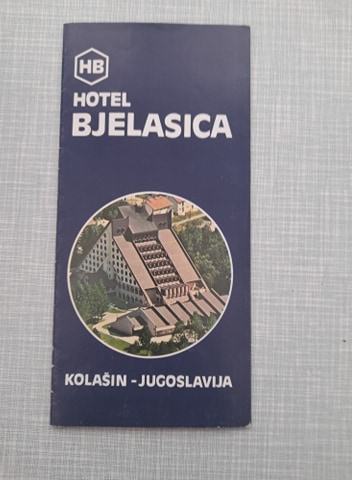 HB
HOTEL
BJELASICA
KOLAŠIN - JUGOSLAVIJA